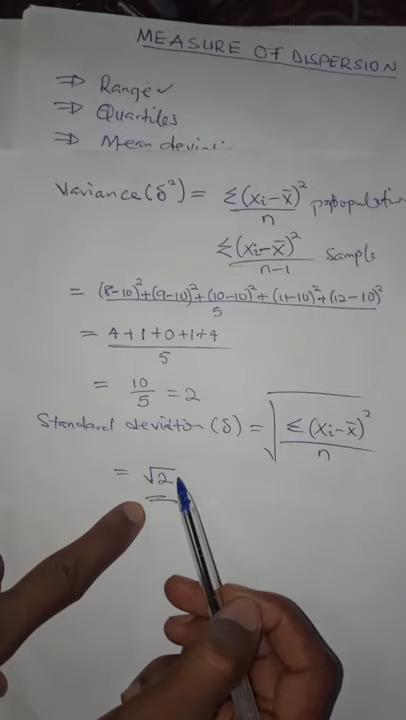 MEASURE OF DISPERSION
⇒ Range ✓
⇒ Quartiles
⇒ Mean devi
Variance (δ²) = Σ(xi-x̄)²/n population
Σ(xi-x̄)²/n-1 sample
= (8-10)²+(9-10)²+(10-10)²+(11-10)²+(12-10)²/5
= 4+1+0+1+4/5
= 10/5 = 2
Standard deviation (δ) = √Σ(xi-x̄)²/n
= √2